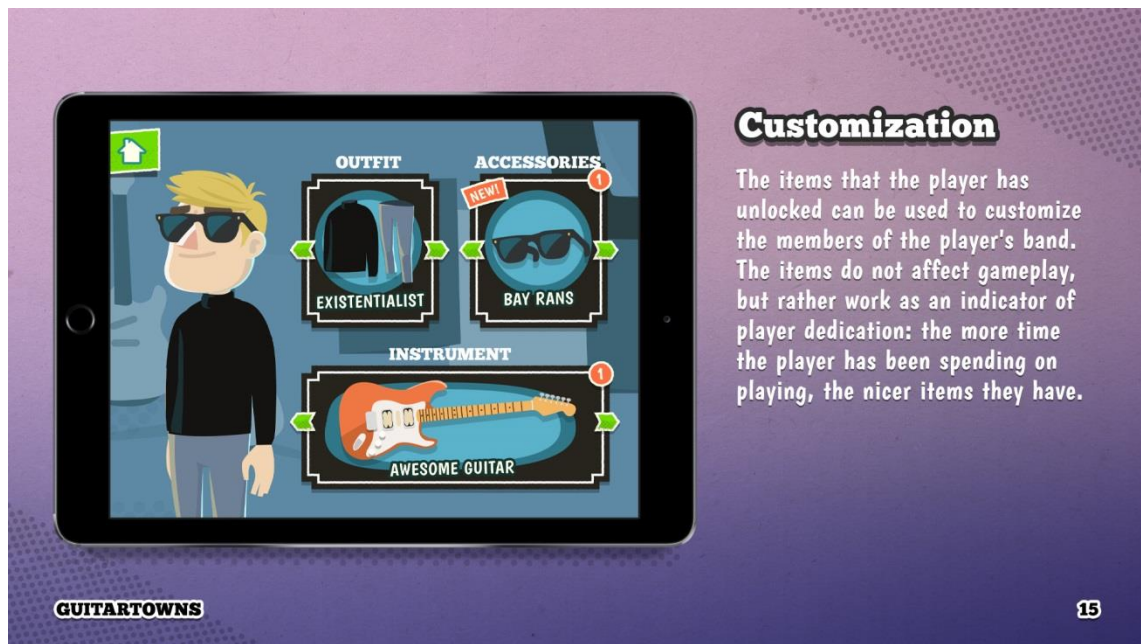 OUTFIT
ACCESSORIES
NEW!
1
EXISTENTIALIST
BAY RANS
INSTRUMENT
1
AWESOME GUITAR
Customization
The items that the player has
unlocked can be used to customize
the members of the player's band.
The items do not affect gameplay,
but rather work as an indicator of
player dedication: the more time
the player has been spending on
playing, the nicer items they have.
GUITARTOWNS
15